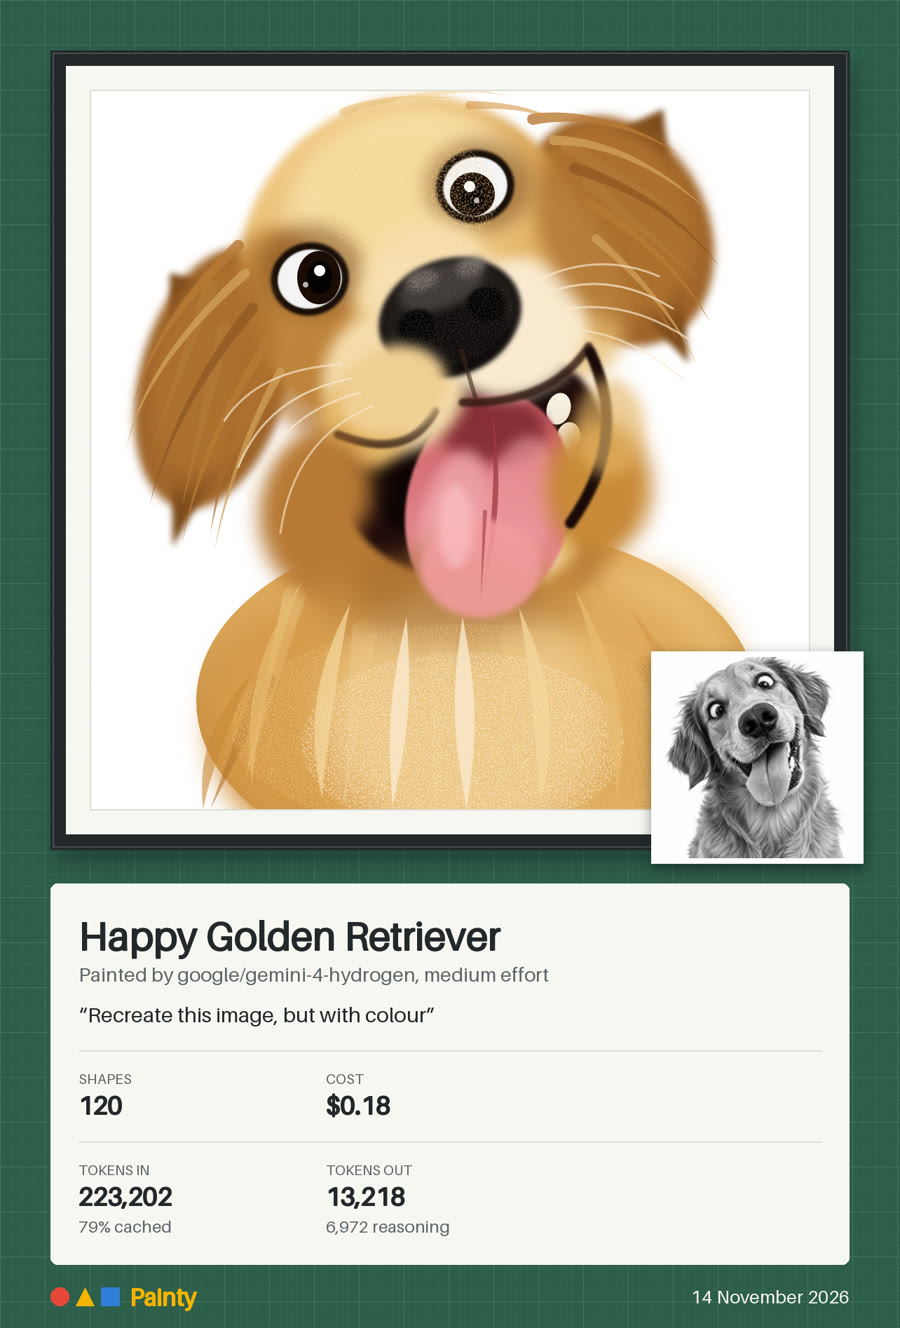 Happy Golden Retriever
Painted by google/gemini-4-hydrogen, medium effort
“Recreate this image, but with colour”
SHAPES COST
120 $0.18
TOKENS IN TOKENS OUT
223,202 13,218
79% cached 6,972 reasoning
Painty 14 November 2026